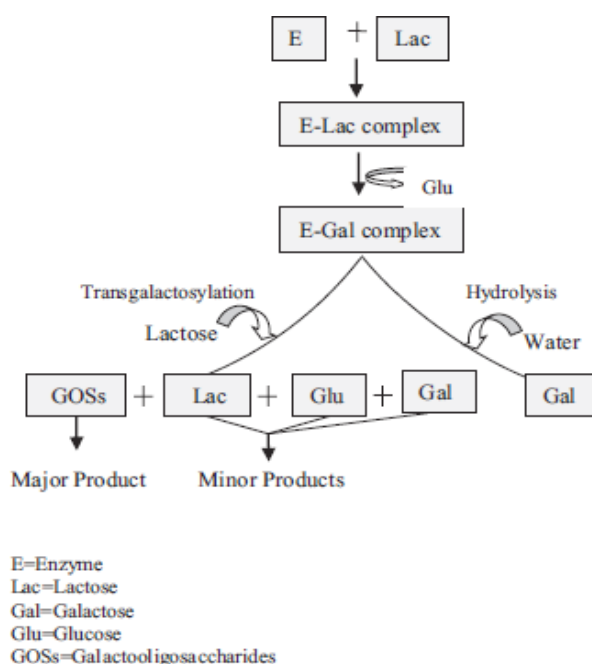 E + Lac
E-Lac complex
Glu
E-Gal complex
Transgalactosylation
Hydrolysis
Lactose
Water
GOSs + Lac + Glu + Gal
Gal
Major Product
Minor Products
E=Enzyme
Lac=Lactose
Gal=Galactose
Glu=Glucose
GOSs=Galactooligosaccharides